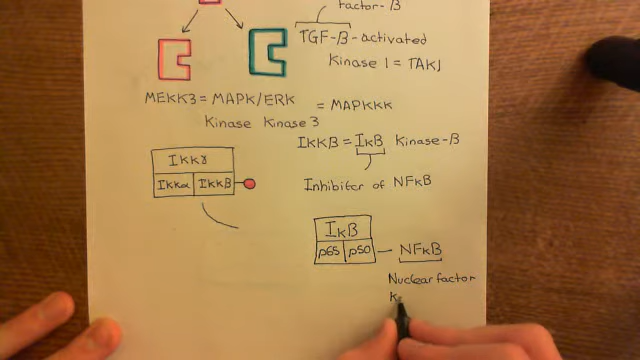 factor-β
TGF-β-activated
Kinase 1 = TAK1
MEKK3 = MAPK/ERK
Kinase Kinase 3
= MAPKKK
IKKβ = IκB Kinase-β
Inhibitor of NFκB
Ikkγ
Ikkα Ikkβ
IκB
p65 p50 - NFκB
Nuclear factor
K